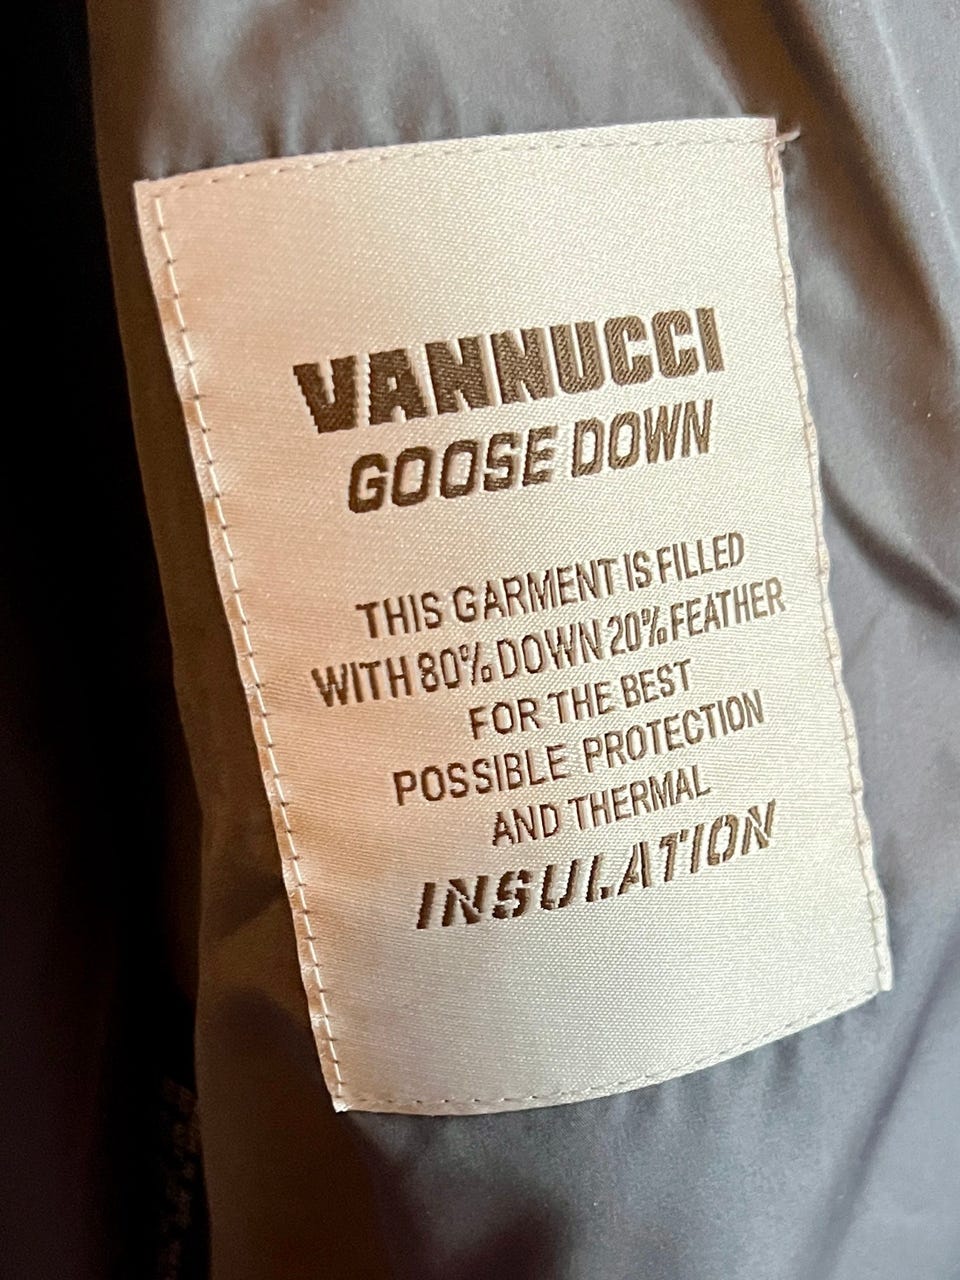 VANNUCCI
GOOSE DOWN
THIS GARMENT IS FILLED
WITH 80% DOWN 20% FEATHER
FOR THE BEST
POSSIBLE PROTECTION
AND THERMAL
INSULATION